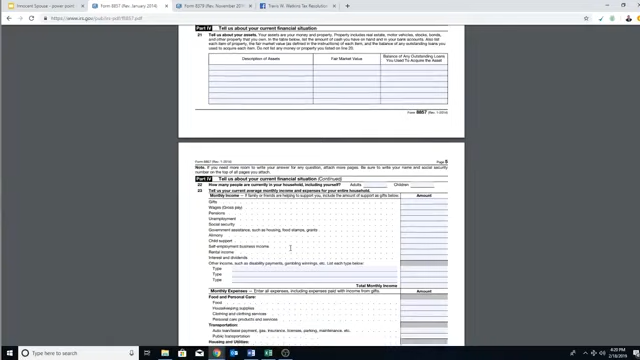 Innocent Spouse - power point
Form 8857 (Rev. January 2014)
Form 8379 (Rev. November 201
Travis W. Watkins Tax Resolution
https://www.irs.gov/pub/irs-pdf/f8857.pdf
Part IV Tell us about your current financial situation
21 Tell us about your assets. Your assets are your money and property. Property includes real estate, motor vehicles, stocks, bonds,
and other property that you own. In the table below, list the amount of cash you have on hand and in your bank accounts. Also list
each item of property, the fair market value (as defined in the instructions) of each item, and the balance of any outstanding loans
you used to acquire each item. Do not list any money or property you listed on line 20.
Description of Assets
Fair Market Value
Balance of Any Outstanding Loans
You Used To Acquire the Asset
Form 8857 (Rev. 1-2014)
Form 8857 (Rev. 1-2014)
Page 5
Note. If you need more room to write your answer for any question, attach more pages. Be sure to write your name and social security
number on the top of all pages you attach.
Part IV Tell us about your current financial situation (Continued)
22 How many people are currently in your household, including yourself? Adults Children
23 Tell us your current average monthly income and expenses for your entire household.
Monthly Income - If family or friends are helping to support you, include the amount of support as gifts below.
Amount
Gifts
Wages (Gross pay)
Pensions
Unemployment
Social security
Government assistance, such as housing, food stamps, grants
Alimony
Child support
Self-employment business income
Rental income
Interest and dividends
Other income, such as disability payments, gambling winnings, etc. List each type below:
Type
Type
Type
Total Monthly Income
Monthly Expenses - Enter all expenses, including expenses paid with income from gifts.
Amount
Food and Personal Care:
Food
Housekeeping supplies
Clothing and clothing services
Personal care products and services
Transportation:
Auto loan/lease payment, gas, insurance, licenses, parking, maintenance, etc.
Public transportation
Housing and Utilities:
Type here to search
4:20 PM
2/18/2019